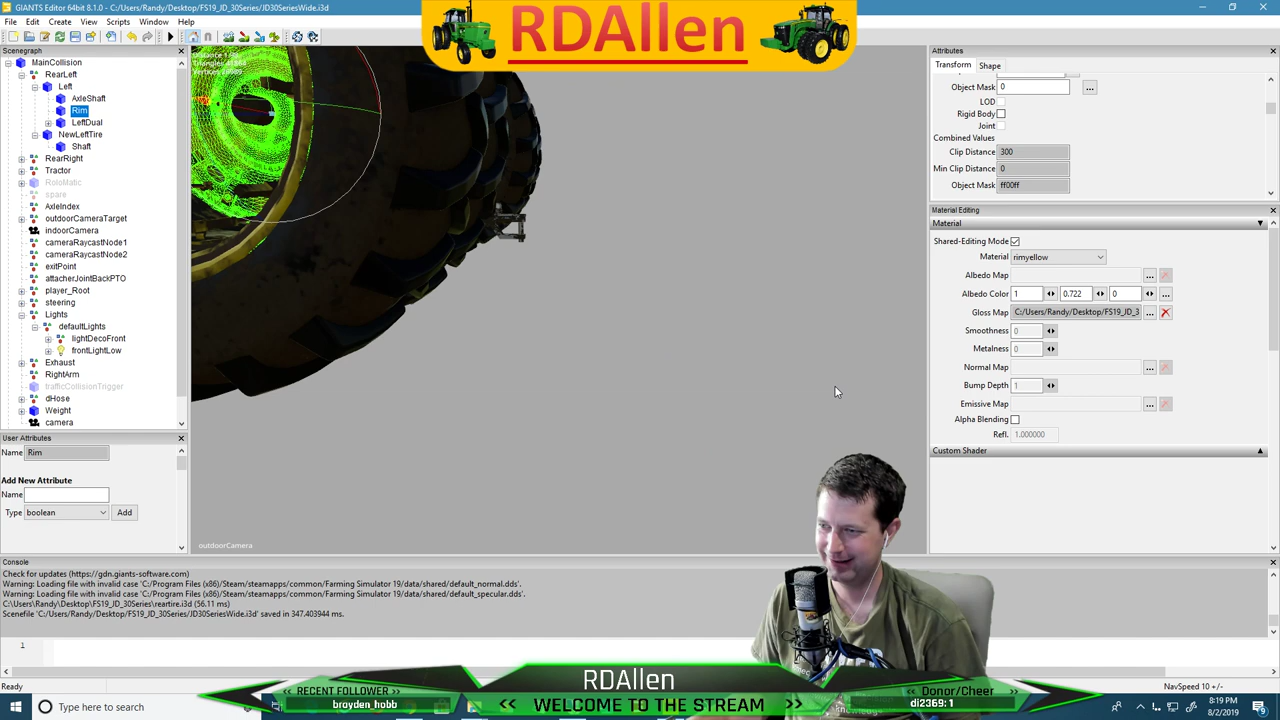 GIANTS Editor 64bit 8.1.0 - C:/Users/Randy/Desktop/FS19_JD_30Series/JD30SeriesWide.i3d
File Edit Create View Scripts Window Help
RDAllen
Scenegraph
MainCollision
RearLeft
Left
AxleShaft
Rim
LeftDual
NewLeftTire
Shaft
RearRight
Tractor
RoloMatic
spare
AxleIndex
outdoorCameraTarget
indoorCamera
cameraRaycastNode1
cameraRaycastNode2
exitPoint
attacherJointBackPTO
player_Root
steering
Lights
defaultLights
lightDecoFront
frontLightLow
Exhaust
RightArm
trafficCollisionTrigger
dHose
Weight
camera
User Attributes
Name Rim
Add New Attribute
Name
Type boolean Add
outdoorCamera
Attributes
Transform Shape
Object Mask 0 ...
LOD
Rigid Body
Joint
Combined Values
Clip Distance 300
Min Clip Distance 0
Object Mask ff00ff
Material Editing
Material
Shared-Editing Mode
Material rimyellow
Albedo Map ...
Albedo Color 1 0.722 0 ...
Gloss Map C:/Users/Randy/Desktop/FS19_JD_3 ...
Smoothness 0
Metalness 0
Normal Map ...
Bump Depth 1
Emissive Map ...
Alpha Blending
Refl. 1.000000
Custom Shader
Console
Check for updates (https://gdn.giants-software.com)
Warning: Loading file with invalid case 'C:/Program Files (x86)/Steam/steamapps/common/Farming Simulator 19/data/shared/default_normal.dds'.
Warning: Loading file with invalid case 'C:/Program Files (x86)/Steam/steamapps/common/Farming Simulator 19/data/shared/default_specular.dds'.
C:\Users\Randy\Desktop\FS19_JD_30Series\reartire.i3d (56.11 ms)
Scenefile 'C:/Users/Randy/Desktop/FS19_JD_30Series/JD30SeriesWide.i3d' saved in 347.403944 ms.
1
Ready
NavSpeed 10 +/-
RDAllen
<< RECENT FOLLOWER >>
brayden_hobb
<< WELCOME TO THE STREAM >>
<< Donor/Cheer >>
di2369: 1
Type here to search
8:19 PM
8/2/2019